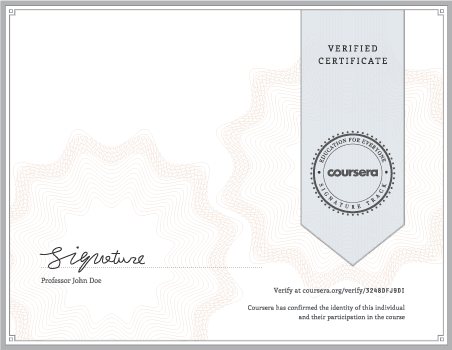 VERIFIED
CERTIFICATE
EDUCATION FOR EVERYONE
coursera
SIGNATURE TRACK
Signature
Professor John Doe
Verify at coursera.org/verify/3248DFJ9DI
Coursera has confirmed the identity of this individual
and their participation in the course